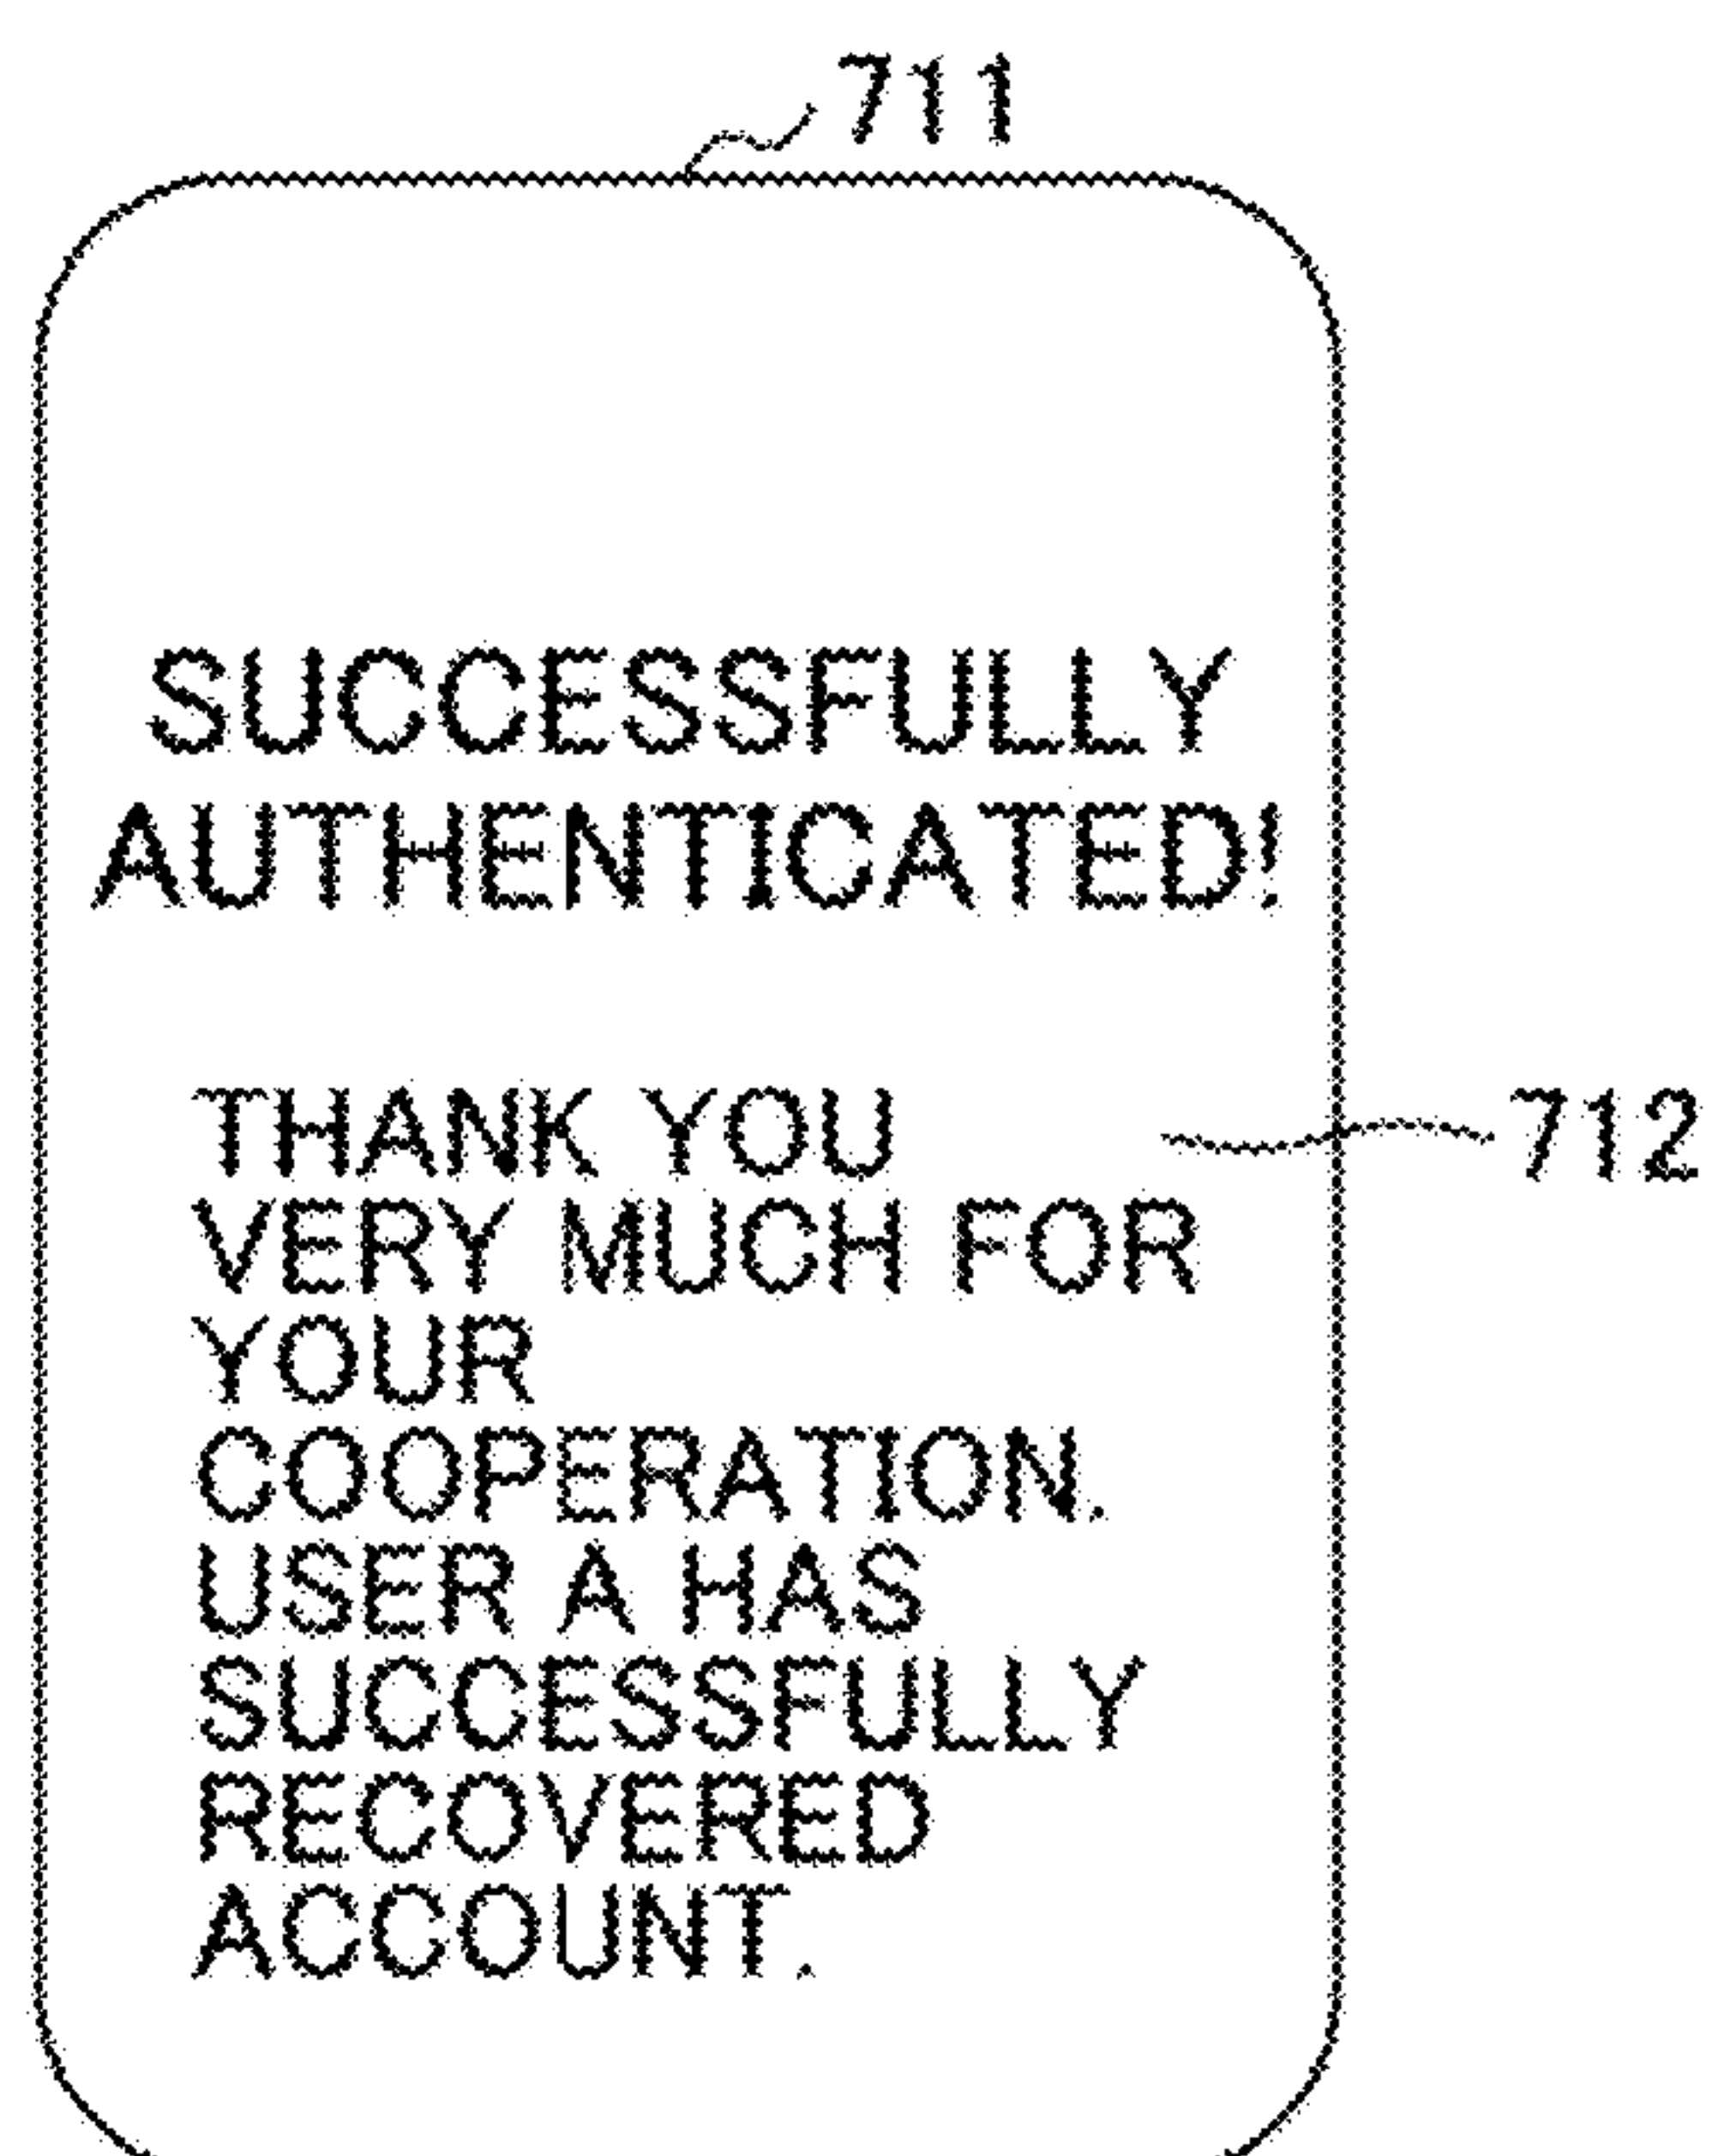 711
SUCCESSFULLY
AUTHENTICATED!
THANK YOU
712
VERY MUCH FOR
YOUR
COOPERATION.
USER A HAS
SUCCESSFULLY
RECOVERED
ACCOUNT.